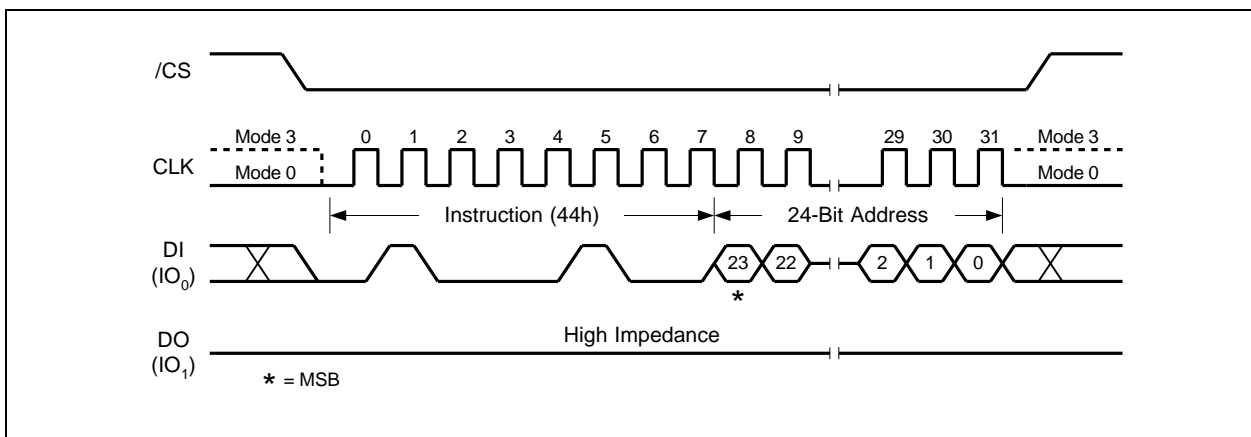 /CS
Mode 3 0 1 2 3 4 5 6 7 8 9 29 30 31 Mode 3
CLK Mode 0 Mode 0
Instruction (44h) 24-Bit Address
DI
(IO0) 23 22 2 1 0
*
DO High Impedance
(IO1)
* = MSB